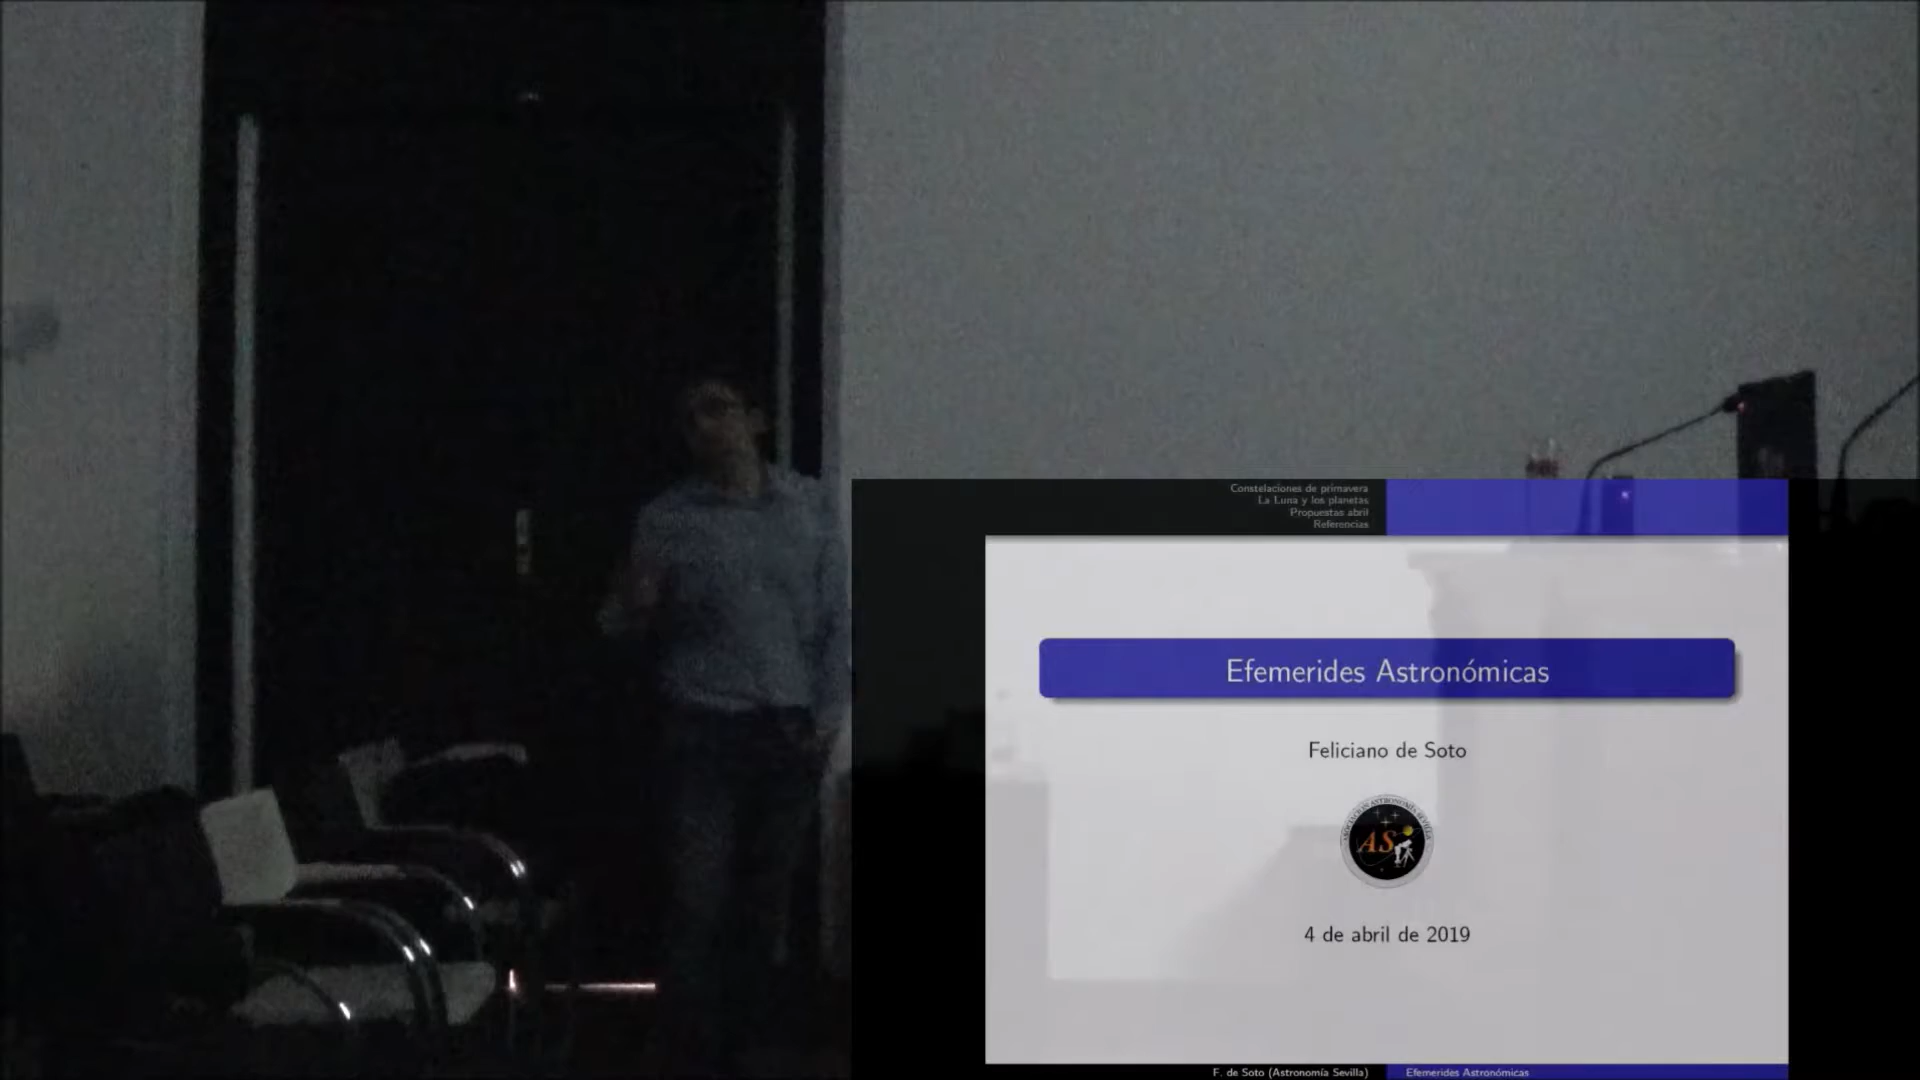 Constelaciones de primavera
La Luna y los planetas
Propuestas abril
Referencias
Efemerides Astronómicas
Feliciano de Soto
AS
4 de abril de 2019
F. de Soto (Astronomía Sevilla)
Efemerides Astronómicas